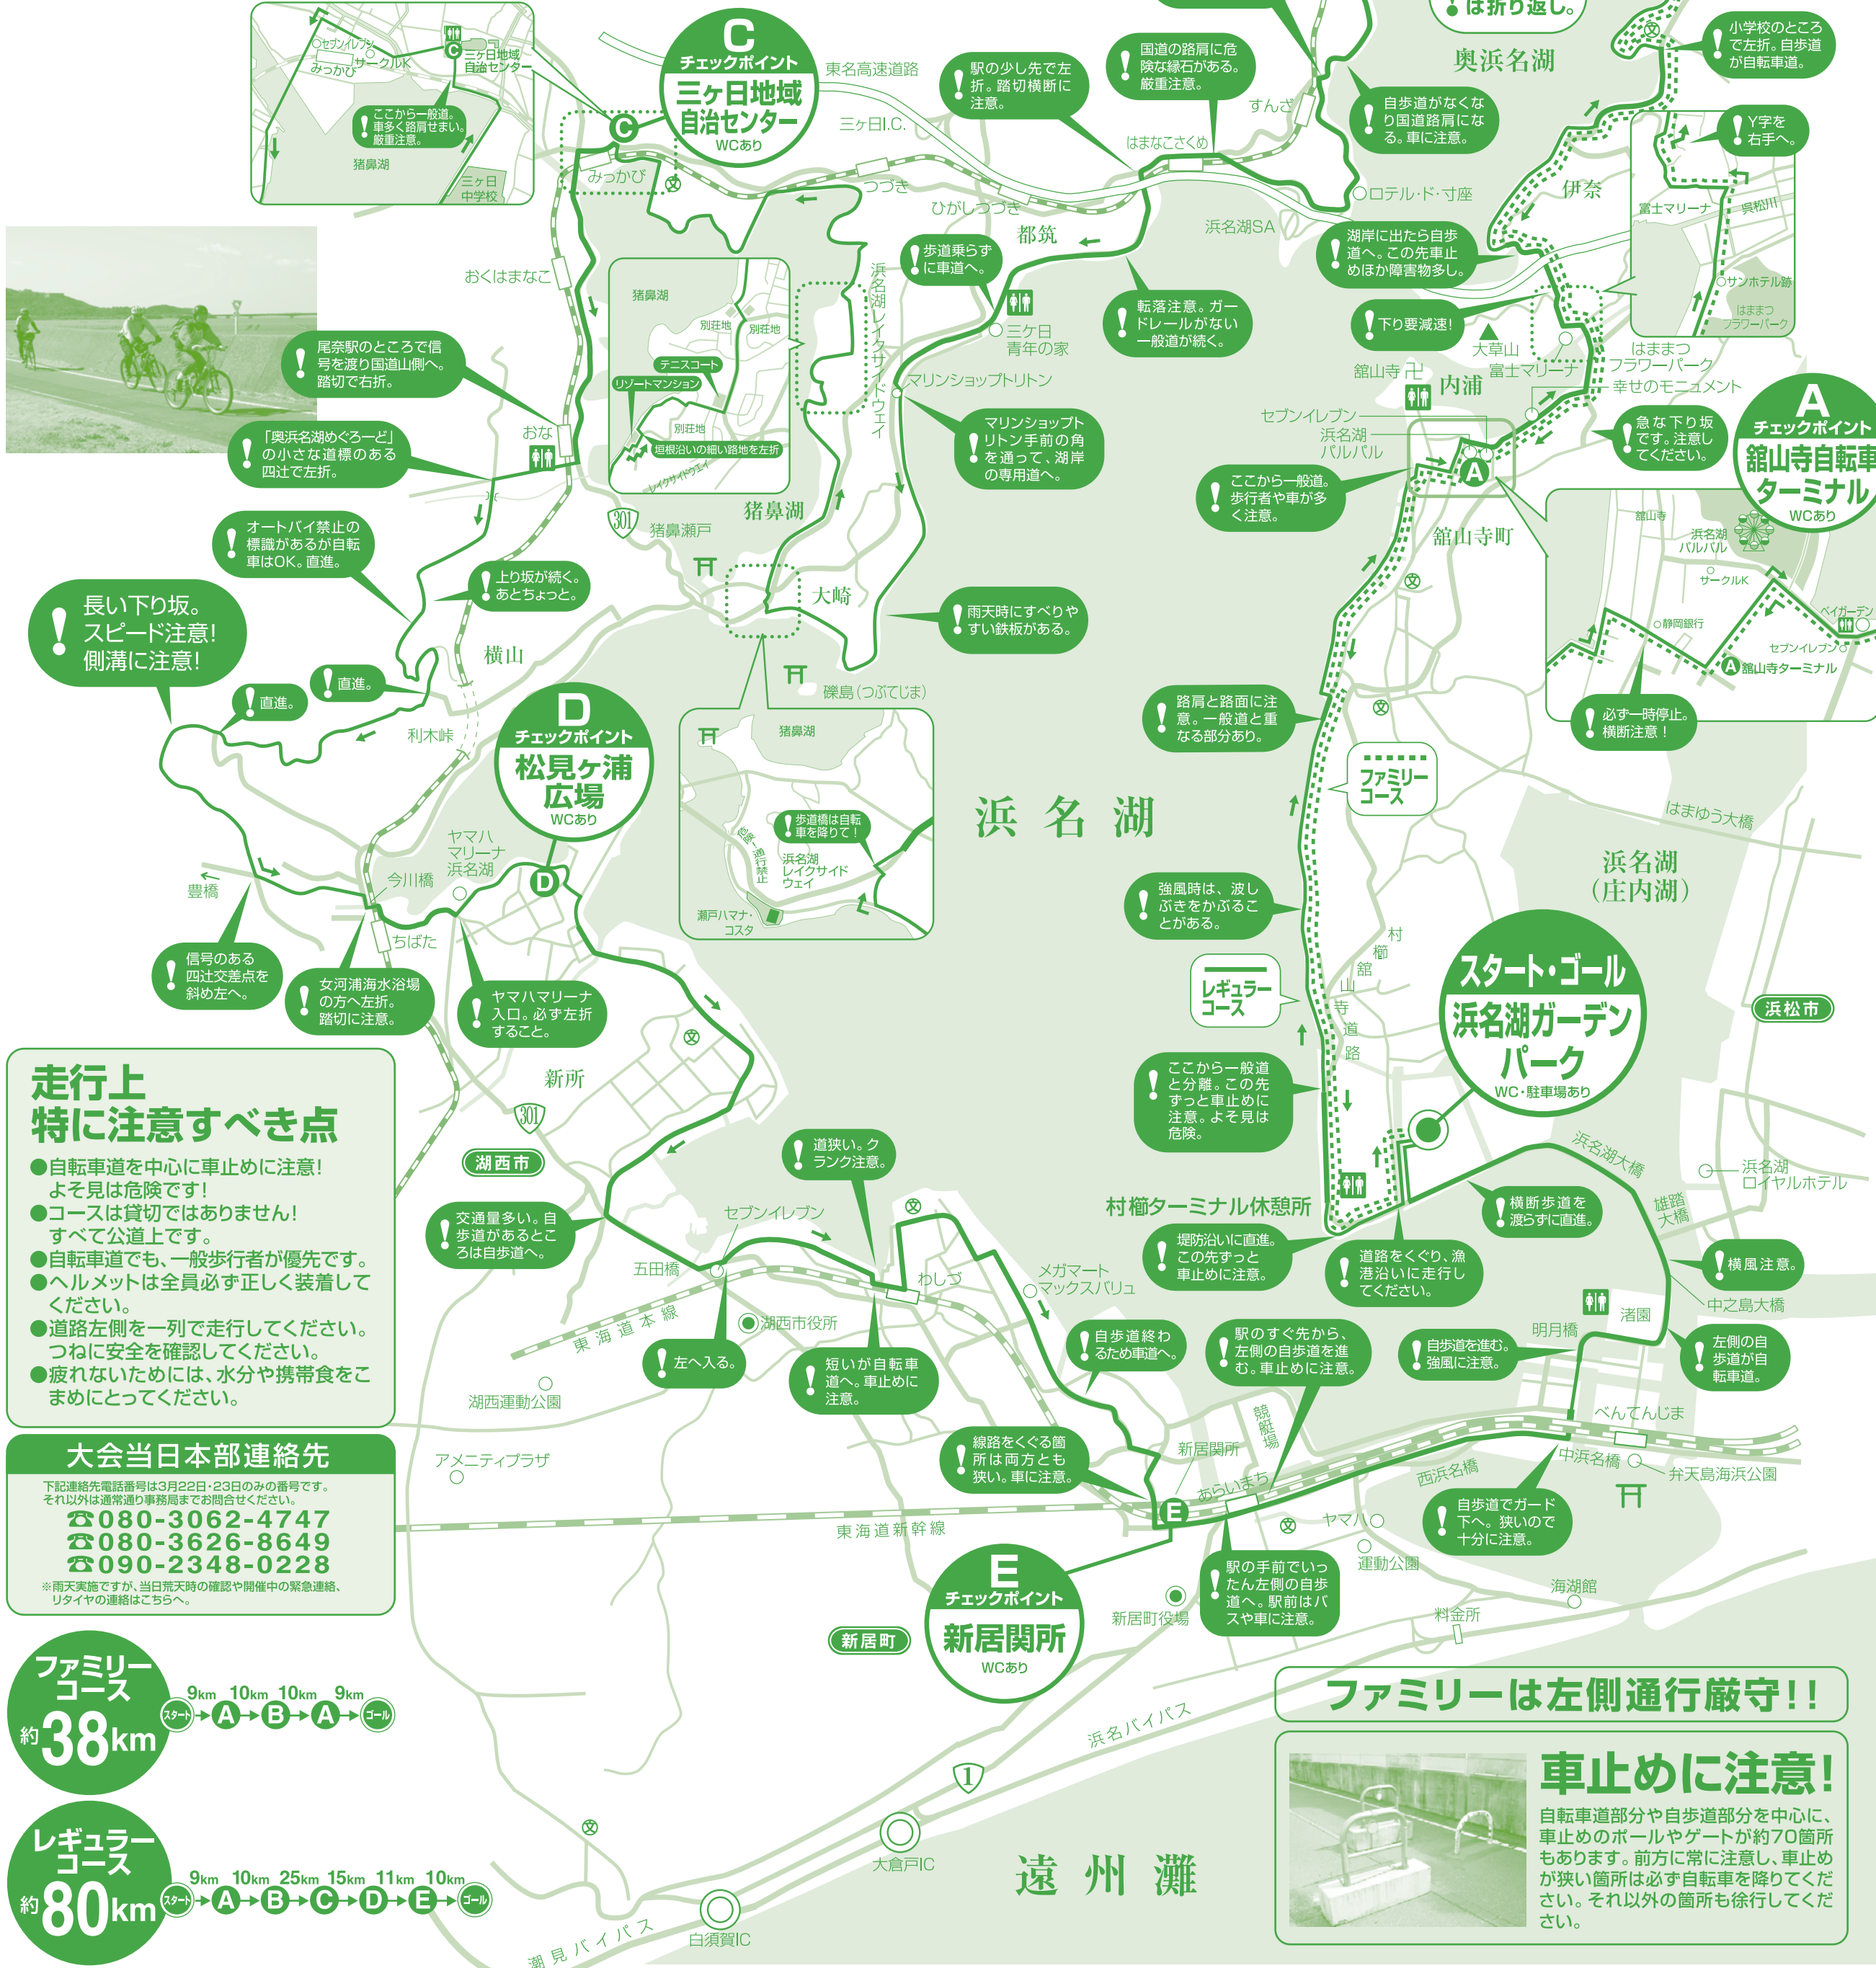 は折り返し。
奥浜名湖
小学校のところ
で左折。自歩道
が自転車道。
セブンイレブン
みっかび
サークルK
C
三ヶ日地域
自治センター
ここから一般道。
車多く路肩せまい。
厳重注意。
猪鼻湖
三ヶ日
中学校
C
チェックポイント
三ヶ日地域
自治センター
WCあり
東名高速道路
三ヶ日I.C.
駅の少し先で左
折。踏切横断に
注意。
国道の路肩に危
険な縁石がある。
厳重注意。
はまなこさくめ
すんざ
自歩道がなくな
り国道路肩にな
る。車に注意。
Y字を
右手へ。
C
みっかび
つづき
ひがしつづき
都筑
浜名湖SA
ロテル・ド・寸座
伊奈
富士マリーナ
呉松川
サンホテル跡
はままつ
フラワーパーク
湖岸に出たら自歩
道へ。この先車止
めほか障害物多し。
おくはまなこ
歩道乗らず
に車道へ。
三ヶ日
青年の家
転落注意。ガー
ドレールがない
一般道が続く。
下り要減速!
大草山
富士マリーナ
はままつ
フラワーパーク
幸せのモニュメント
舘山寺
内浦
セブンイレブン
浜名湖
パルパル
急な下り坂
です。注意し
てください。
A
チェックポイント
舘山寺自転車
ターミナル
WCあり
猪鼻湖
別荘地
別荘地
テニスコート
リゾートマンション
別荘地
垣根沿いの細い路地を左折
レイクサイドウエイ
浜名湖レイクサイドウェイ
マリンショップトリトン
マリンショップト
リトン手前の角
を通って、湖岸
の専用道へ。
尾奈駅のところで信
号を渡り国道山側へ。
踏切で右折。
「奥浜名湖めぐろーど」
の小さな道標のある
四辻で左折。
おな
301
猪鼻瀬戸
猪鼻湖
大崎
ここから一般道。
歩行者や車が多
く注意。
A
舘山寺町
舘山寺
浜名湖
パルパル
サークルK
静岡銀行
ベイガーデン
セブンイレブン
A
舘山寺ターミナル
必ず一時停止。
横断注意!
オートバイ禁止の
標識があるが自転
車はOK。直進。
上り坂が続く。
あとちょっと。
長い下り坂。
スピード注意!
側溝に注意!
直進。
直進。
横山
利木峠
雨天時にすべりや
すい鉄板がある。
礫島(つぶてじま)
路肩と路面に注
意。一般道と重
なる部分あり。
ファミリー
コース
D
チェックポイント
松見ヶ浦
広場
WCあり
猪鼻湖
歩道橋は自転
車を降りて!
危険!通行禁止
浜名湖
レイクサイド
ウェイ
瀬戸ハマナ・
コスタ
浜名湖
はまゆう大橋
浜名湖
(庄内湖)
豊橋
今川橋
ヤマハ
マリーナ
浜名湖
D
ちばた
信号のある
四辻交差点を
斜め左へ。
女河浦海水浴場
の方へ左折。
踏切に注意。
ヤマハマリーナ
入口。必ず左折
すること。
強風時は、波し
ぶきをかぶるこ
とがある。
レギュラー
コース
村櫛舘山寺道路
スタート・ゴール
浜名湖ガーデン
パーク
WC・駐車場あり
浜松市
ここから一般道
と分離。この先
ずっと車止めに
注意。よそ見は
危険。
走行上
特に注意すべき点
●自転車道を中心に車止めに注意!
よそ見は危険です!
●コースは貸切ではありません!
すべて公道上です。
●自転車道でも、一般歩行者が優先です。
●ヘルメットは全員必ず正しく装着して
ください。
●道路左側を一列で走行してください。
つねに安全を確認してください。
●疲れないためには、水分や携帯食をこ
まめにとってください。
新所
301
湖西市
道狭い。ク
ランク注意。
交通量多い。自
歩道があるとこ
ろは自歩道へ。
セブンイレブン
五田橋
東海道本線
湖西市役所
左へ入る。
わしづ
短いが自転車
道へ。車止めに
注意。
メガマート
マックスバリュ
自歩道終わ
るため車道へ。
村櫛ターミナル休憩所
堤防沿いに直進。
この先ずっと
車止めに注意。
道路をくぐり、漁
港沿いに走行し
てください。
横断歩道を
渡らずに直進。
浜名湖大橋
浜名湖
ロイヤルホテル
雄踏
大橋
横風注意。
中之島大橋
渚園
明月橋
自歩道を進む。
強風に注意。
左側の自
歩道が自
転車道。
駅のすぐ先から、
左側の自歩道を進
む。車止めに注意。
湖西運動公園
アメニティプラザ
線路をくぐる箇
所は両方とも
狭い。車に注意。
新居関所
競艇場
あらいまち
西浜名橋
中浜名橋
べんてんじま
弁天島海浜公園
大会当日本部連絡先
下記連絡先電話番号は3月22日・23日のみの番号です。
それ以外は通常通り事務局までお問合せください。
☎080-3062-4747
☎080-3626-8649
☎090-2348-0228
※雨天実施ですが、当日荒天時の確認や開催中の緊急連絡、
リタイヤの連絡はこちらへ。
東海道新幹線
E
ヤマハ
運動公園
自歩道でガード
下へ。狭いので
十分に注意。
駅の手前でいっ
たん左側の自歩
道へ。駅前はバ
スや車に注意。
海湖館
料金所
新居町役場
新居町
E
チェックポイント
新居関所
WCあり
ファミリー
コース
約38km
9km 10km 10km 9km
スタート A B A ゴール
レギュラー
コース
約80km
9km 10km 25km 15km 11km 10km
スタート A B C D E ゴール
浜名バイパス
1
大倉戸IC
白須賀IC
潮見バイパス
遠州灘
ファミリーは左側通行厳守!!
車止めに注意!
自転車道部分や自歩道部分を中心に、
車止めのポールやゲートが約70箇所
もあります。前方に常に注意し、車止め
が狭い箇所は必ず自転車を降りてくだ
さい。それ以外の箇所も徐行してくだ
さい。